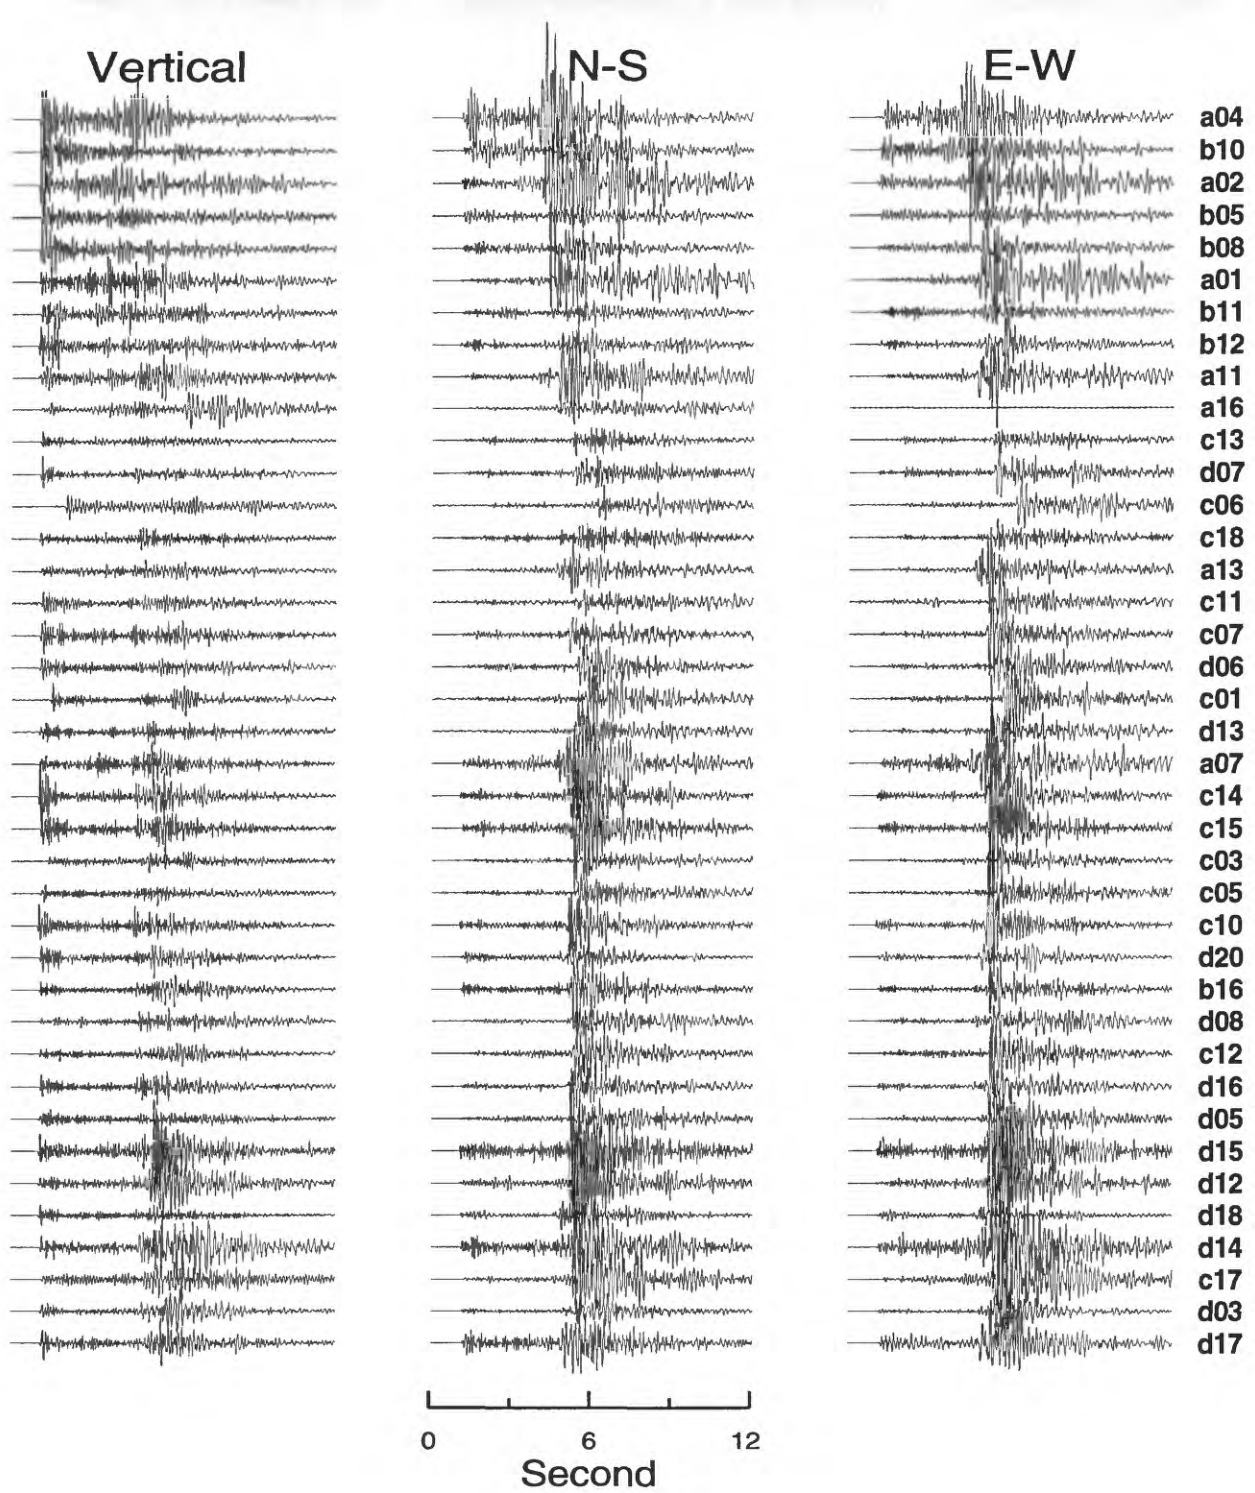 Vertical N-S E-W
a04
b10
a02
b05
b08
a01
b11
b12
a11
a16
c13
d07
c06
c18
a13
c11
c07
d06
c01
d13
a07
c14
c15
c03
c05
c10
d20
b16
d08
c12
d16
d05
d15
d12
d18
d14
c17
d03
d17
0 6 12
Second